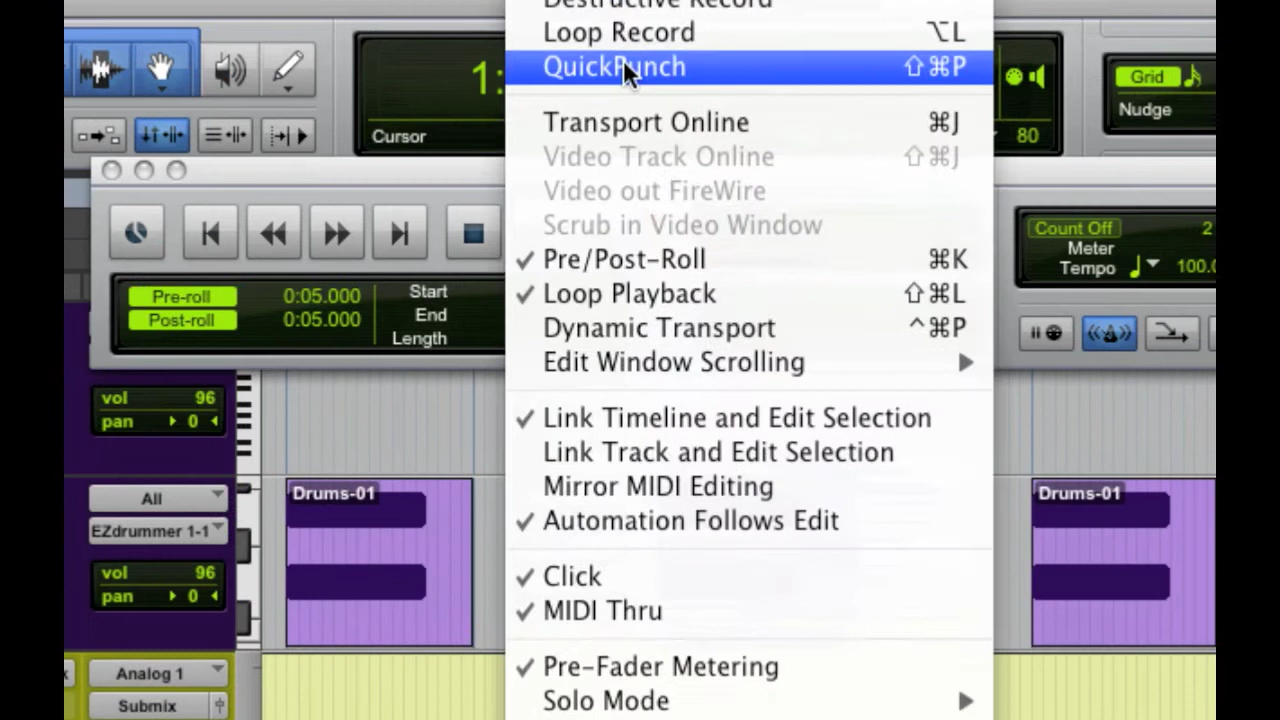 Destructive Record
Loop Record ⌥L
QuickPunch ⇧⌘P
Transport Online ⌘J
Video Track Online ⇧⌘J
Video out FireWire
Scrub in Video Window
✓ Pre/Post-Roll ⌘K
✓ Loop Playback ⇧⌘L
Dynamic Transport ^⌘P
Edit Window Scrolling ▶
✓ Link Timeline and Edit Selection
Link Track and Edit Selection
Mirror MIDI Editing
✓ Automation Follows Edit
✓ Click
✓ MIDI Thru
✓ Pre-Fader Metering
Solo Mode ▶
1:
Cursor
80
Grid
Nudge
Pre-roll 0:05.000
Post-roll 0:05.000
Start
End
Length
Count Off 2
Meter
Tempo 100.0
vol 96
pan 0
All
EZdrummer 1-1
vol 96
pan 0
Drums-01
Drums-01
Analog 1
Submix